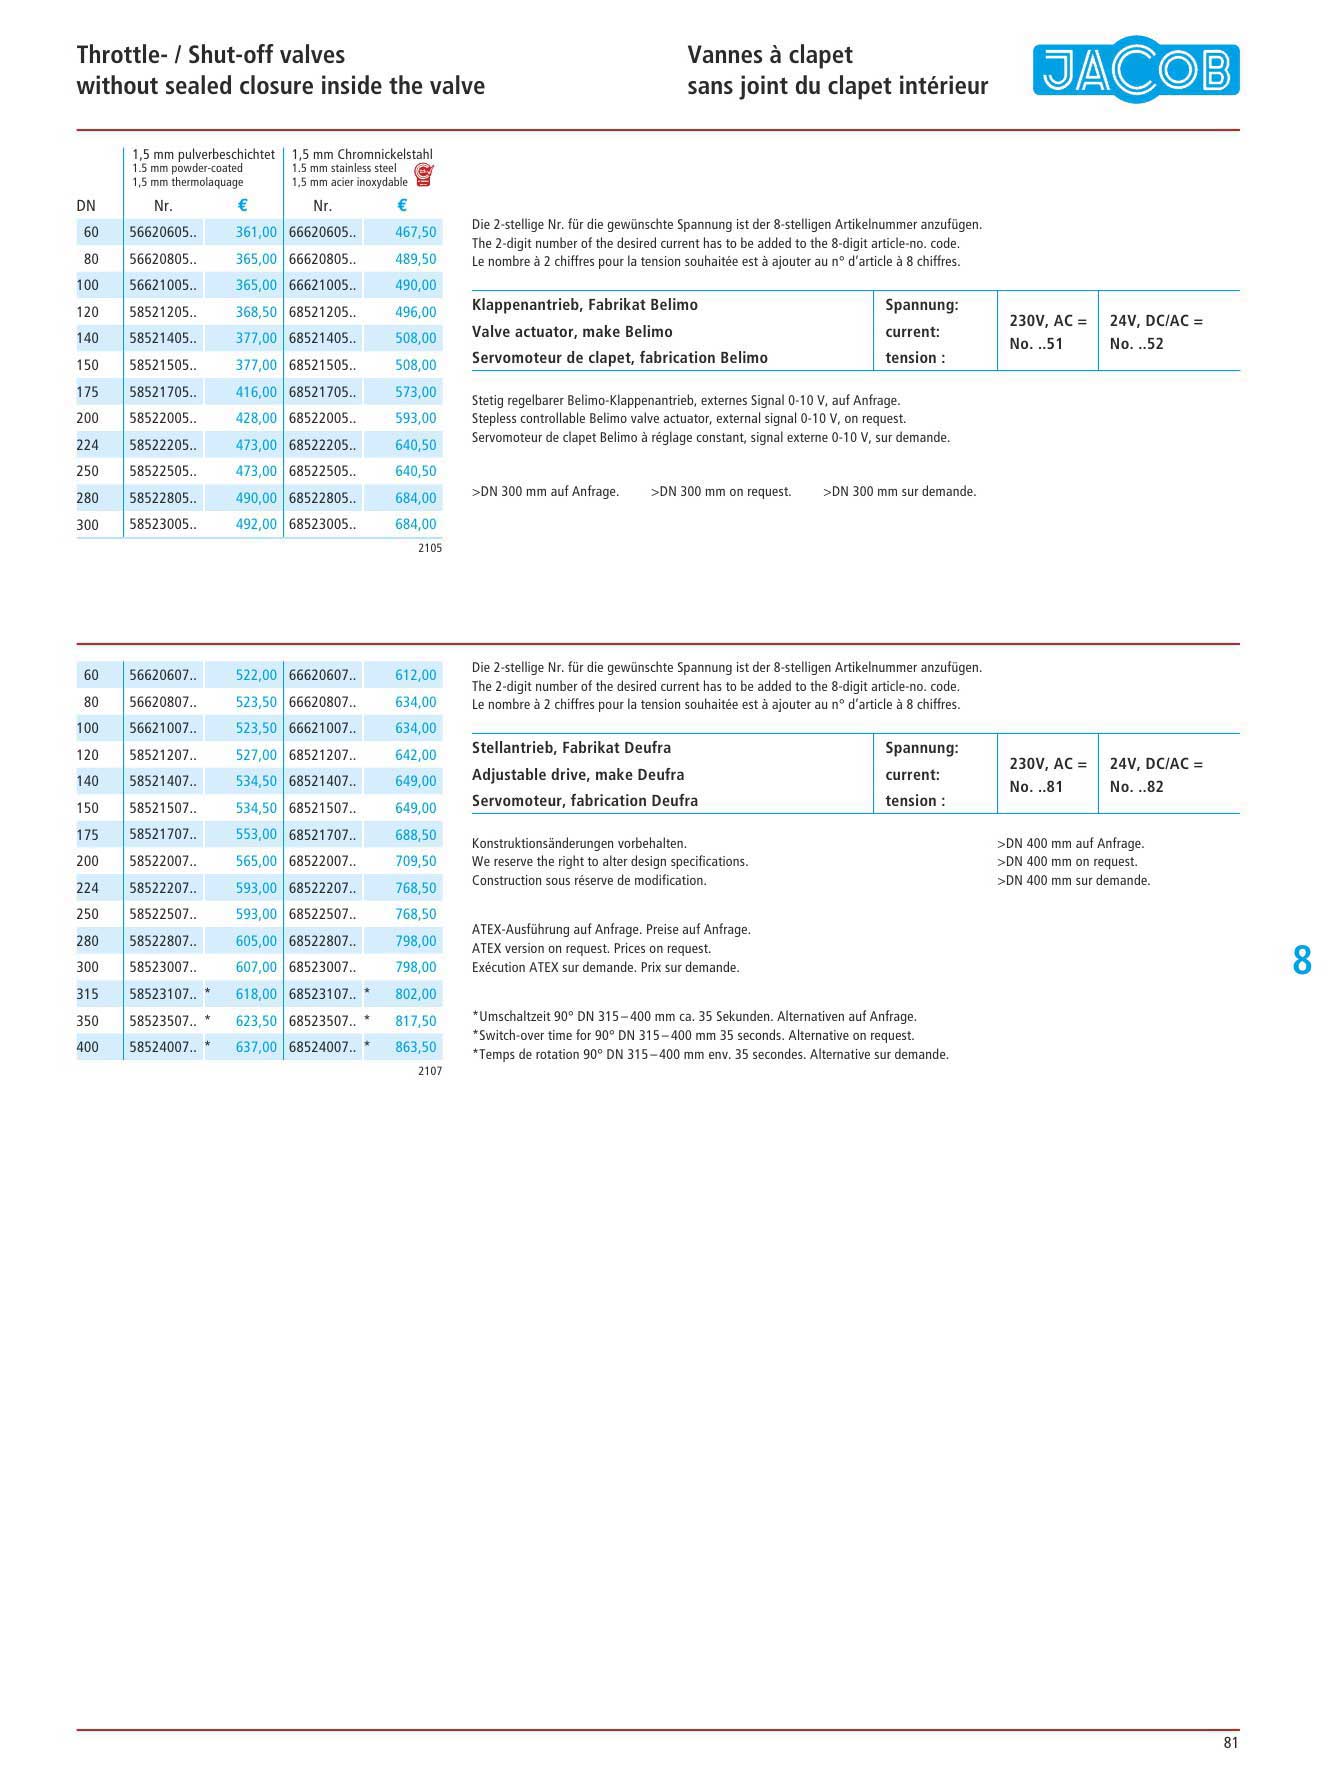 Throttle- / Shut-off valves
without sealed closure inside the valve
Vannes à clapet
sans joint du clapet intérieur
JACOB
1,5 mm pulverbeschichtet 1,5 mm Chromnickelstahl
1.5 mm powder-coated 1.5 mm stainless steel
1,5 mm thermolaquage 1,5 mm acier inoxydable
DN Nr. € Nr. €
60 56620605.. 361,00 66620605.. 467,50
80 56620805.. 365,00 66620805.. 489,50
100 56621005.. 365,00 66621005.. 490,00
120 58521205.. 368,50 68521205.. 496,00
140 58521405.. 377,00 68521405.. 508,00
150 58521505.. 377,00 68521505.. 508,00
175 58521705.. 416,00 68521705.. 573,00
200 58522005.. 428,00 68522005.. 593,00
224 58522205.. 473,00 68522205.. 640,50
250 58522505.. 473,00 68522505.. 640,50
280 58522805.. 490,00 68522805.. 684,00
300 58523005.. 492,00 68523005.. 684,00
2105
Die 2-stellige Nr. für die gewünschte Spannung ist der 8-stelligen Artikelnummer anzufügen.
The 2-digit number of the desired current has to be added to the 8-digit article-no. code.
Le nombre à 2 chiffres pour la tension souhaitée est à ajouter au n° d’article à 8 chiffres.
Klappenantrieb, Fabrikat Belimo Spannung:
Valve actuator, make Belimo current:
Servomoteur de clapet, fabrication Belimo tension :
230V, AC = 24V, DC/AC =
No. ..51 No. ..52
Stetig regelbarer Belimo-Klappenantrieb, externes Signal 0-10 V, auf Anfrage.
Stepless controllable Belimo valve actuator, external signal 0-10 V, on request.
Servomoteur de clapet Belimo à réglage constant, signal externe 0-10 V, sur demande.
>DN 300 mm auf Anfrage. >DN 300 mm on request. >DN 300 mm sur demande.
60 56620607.. 522,00 66620607.. 612,00
80 56620807.. 523,50 66620807.. 634,00
100 56621007.. 523,50 66621007.. 634,00
120 58521207.. 527,00 68521207.. 642,00
140 58521407.. 534,50 68521407.. 649,00
150 58521507.. 534,50 68521507.. 649,00
175 58521707.. 553,00 68521707.. 688,50
200 58522007.. 565,00 68522007.. 709,50
224 58522207.. 593,00 68522207.. 768,50
250 58522507.. 593,00 68522507.. 768,50
280 58522807.. 605,00 68522807.. 798,00
300 58523007.. 607,00 68523007.. 798,00
315 58523107.. * 618,00 68523107.. * 802,00
350 58523507.. * 623,50 68523507.. * 817,50
400 58524007.. * 637,00 68524007.. * 863,50
2107
Die 2-stellige Nr. für die gewünschte Spannung ist der 8-stelligen Artikelnummer anzufügen.
The 2-digit number of the desired current has to be added to the 8-digit article-no. code.
Le nombre à 2 chiffres pour la tension souhaitée est à ajouter au n° d’article à 8 chiffres.
Stellantrieb, Fabrikat Deufra Spannung:
Adjustable drive, make Deufra current:
Servomoteur, fabrication Deufra tension :
230V, AC = 24V, DC/AC =
No. ..81 No. ..82
Konstruktionsänderungen vorbehalten. >DN 400 mm auf Anfrage.
We reserve the right to alter design specifications. >DN 400 mm on request.
Construction sous réserve de modification. >DN 400 mm sur demande.
ATEX-Ausführung auf Anfrage. Preise auf Anfrage.
ATEX version on request. Prices on request.
Exécution ATEX sur demande. Prix sur demande.
*Umschaltzeit 90° DN 315–400 mm ca. 35 Sekunden. Alternativen auf Anfrage.
*Switch-over time for 90° DN 315–400 mm 35 seconds. Alternative on request.
*Temps de rotation 90° DN 315–400 mm env. 35 secondes. Alternative sur demande.
8
81